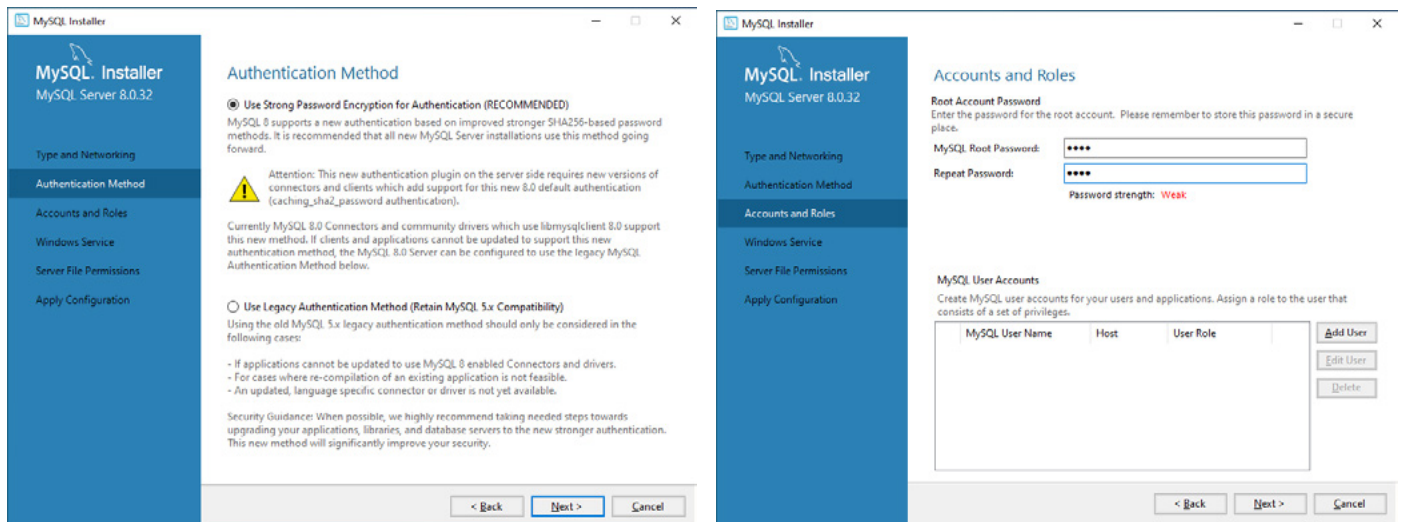 MySQL Installer
MySQL. Installer
MySQL Server 8.0.32
Type and Networking
Authentication Method
Accounts and Roles
Windows Service
Server File Permissions
Apply Configuration
Authentication Method
Use Strong Password Encryption for Authentication (RECOMMENDED)
MySQL 8 supports a new authentication based on improved stronger SHA256-based password
methods. It is recommended that all new MySQL Server installations use this method going
forward.
Attention: This new authentication plugin on the server side requires new versions of
connectors and clients which add support for this new 8.0 default authentication
(caching_sha2_password authentication).
Currently MySQL 8.0 Connectors and community drivers which use libmysqlclient 8.0 support
this new method. If clients and applications cannot be updated to support this new
authentication method, the MySQL 8.0 Server can be configured to use the legacy MySQL
Authentication Method below.
Use Legacy Authentication Method (Retain MySQL 5.x Compatibility)
Using the old MySQL 5.x legacy authentication method should only be considered in the
following cases:
- If applications cannot be updated to use MySQL 8 enabled Connectors and drivers.
- For cases where re-compilation of an existing application is not feasible.
- An updated, language specific connector or driver is not yet available.
Security Guidance: When possible, we highly recommend taking needed steps towards
upgrading your applications, libraries, and database servers to the new stronger authentication.
This new method will significantly improve your security.
< Back Next > Cancel
MySQL Installer
MySQL. Installer
MySQL Server 8.0.32
Type and Networking
Authentication Method
Accounts and Roles
Windows Service
Server File Permissions
Apply Configuration
Accounts and Roles
Root Account Password
Enter the password for the root account. Please remember to store this password in a secure
place.
MySQL Root Password: ••••
Repeat Password: ••••
Password strength: Weak
MySQL User Accounts
Create MySQL user accounts for your users and applications. Assign a role to the user that
consists of a set of privileges.
MySQL User Name Host User Role
Add User
Edit User
Delete
< Back Next > Cancel